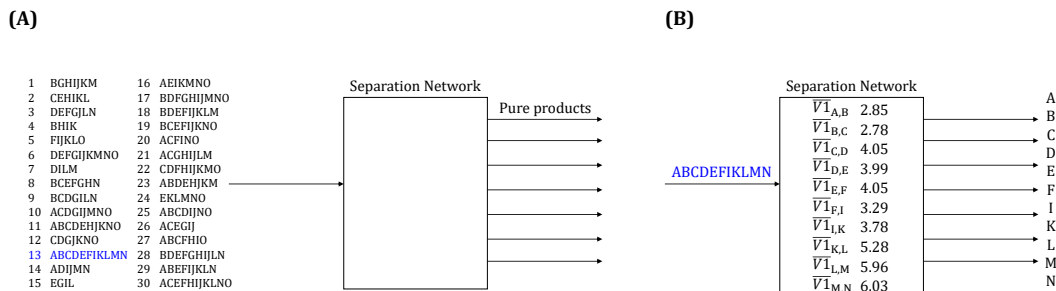 (A)
(B)
1 BGHIJKM 16 AEIKMNO
2 CEHIKL 17 BDFGHIJMNO
3 DEFGJLN 18 BDEFIJKLM
4 BHIK 19 BCEFIJKNO
5 FIJKLO 20 ACFINO
6 DEFGIJKMNO 21 ACGHIJLM
7 DILM 22 CDFHIJKMO
8 BCEFGHN 23 ABDEHJKM
9 BCDGILN 24 EKLMNO
10 ACDGIJMNO 25 ABCDIJNO
11 ABCDEHJKNO 26 ACEGIJ
12 CDGJKNO 27 ABCFHIO
13 ABCDEFIKLMN 28 BDEFGHIJLN
14 ADIJMN 29 ABEFIJKLN
15 EGIL 30 ACEFHIJKLNO
Separation Network
Pure products
Separation Network
ABCDEFIKLMN
V1A,B 2.85
V1B,C 2.78
V1C,D 4.05
V1D,E 3.99
V1E,F 4.05
V1F,I 3.29
V1I,K 3.78
V1K,L 5.28
V1L,M 5.96
V1M,N 6.03
A
B
C
D
E
F
I
K
L
M
N